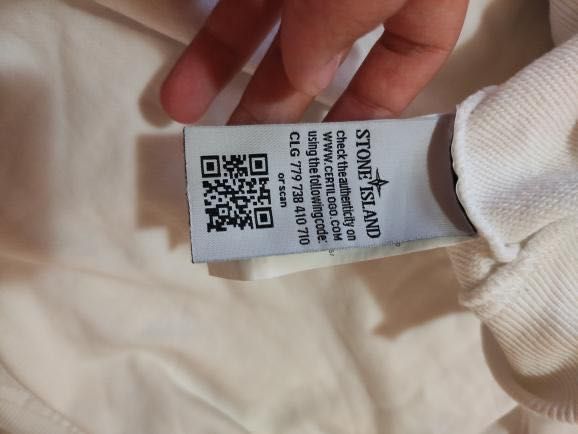 STONE ISLAND
check the authenticity on
WWW.CERTILOGO.COM
using the following code:
CLG 779 738 410 710
or scan